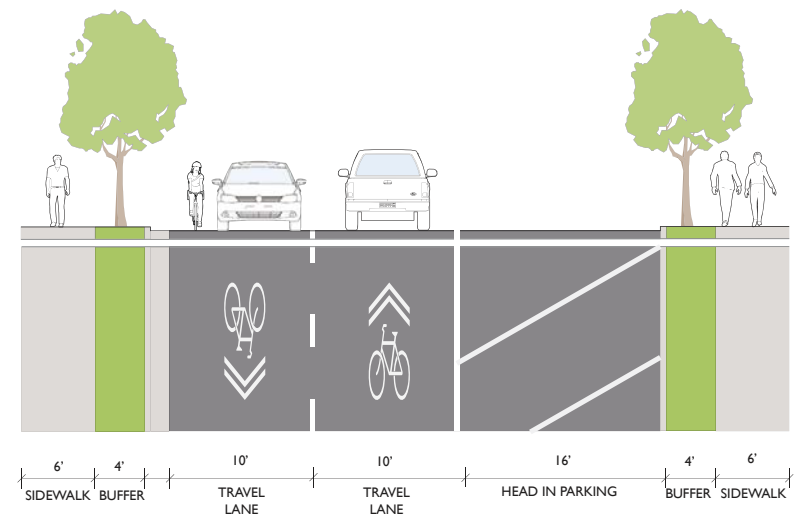 6’ 4’ 10’ 10’ 16’ 4’ 6’
SIDEWALK BUFFER TRAVEL LANE TRAVEL LANE HEAD IN PARKING BUFFER SIDEWALK